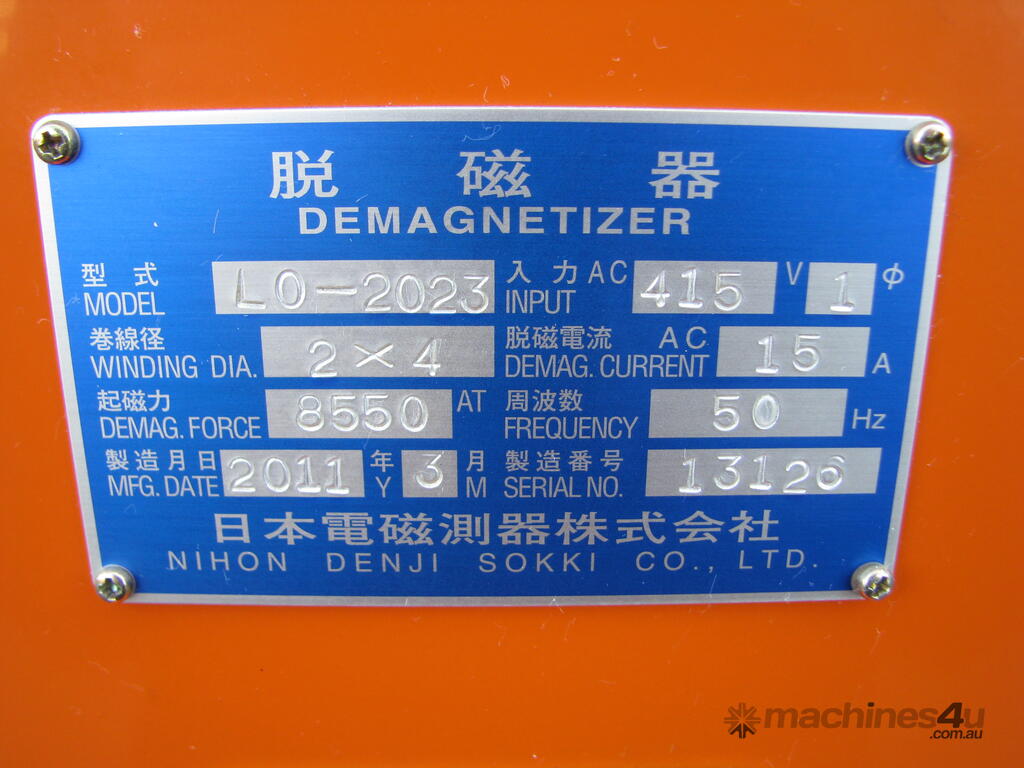 脱磁器
DEMAGNETIZER
型式 入力 AC V φ
MODEL LO-2023 INPUT 415 1
巻線径 脱磁電流 AC
WINDING DIA. 2×4 DEMAG. CURRENT 15 A
起磁力 AT 周波数
DEMAG. FORCE 8550 FREQUENCY 50 Hz
製造月日 年 月 製造番号
MFG. DATE 2011 Y 3 M SERIAL NO. 13126
日本電磁測器株式会社
NIHON DENJI SOKKI CO., LTD.
machines4u
.com.au